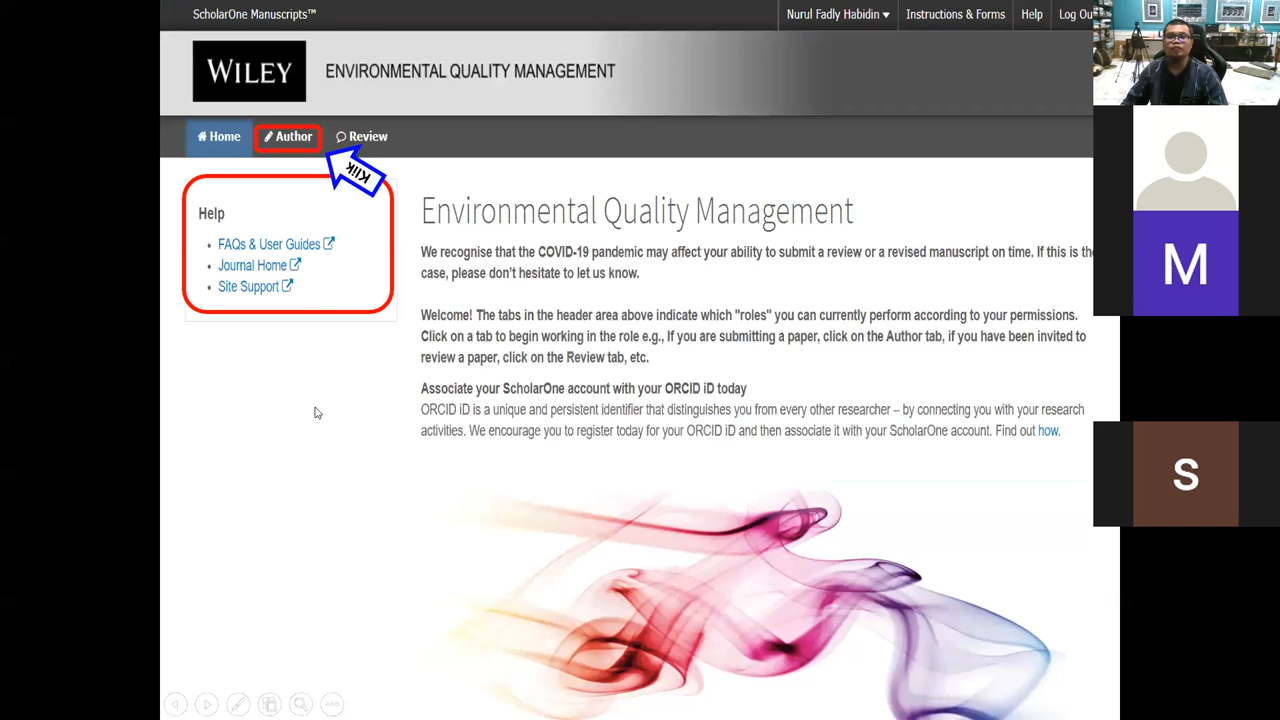 ScholarOne Manuscripts™
Nurul Fadly Habidin Instructions & Forms Help Log Ou
WILEY ENVIRONMENTAL QUALITY MANAGEMENT
Home Author Review
Klik
Help
FAQs & User Guides
Journal Home
Site Support
Environmental Quality Management
We recognise that the COVID-19 pandemic may affect your ability to submit a review or a revised manuscript on time. If this is the
case, please don't hesitate to let us know.
Welcome! The tabs in the header area above indicate which "roles" you can currently perform according to your permissions.
Click on a tab to begin working in the role e.g., If you are submitting a paper, click on the Author tab, if you have been invited to
review a paper, click on the Review tab, etc.
Associate your ScholarOne account with your ORCID iD today
ORCID iD is a unique and persistent identifier that distinguishes you from every other researcher – by connecting you with your research
activities. We encourage you to register today for your ORCID iD and then associate it with your ScholarOne account. Find out how.
M
S